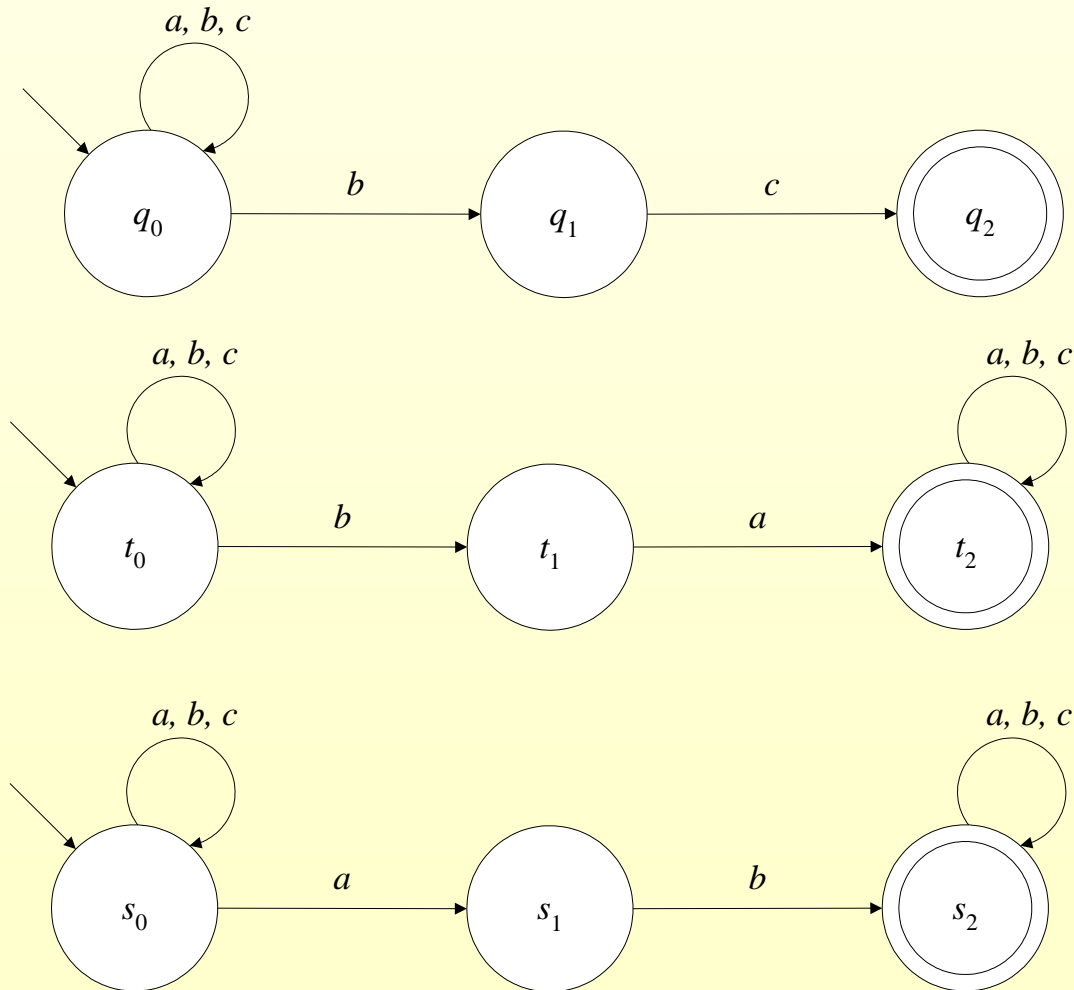 a, b, c
b
c
q₀
q₁
q₂
a, b, c
a, b, c
b
a
t₀
t₁
t₂
a, b, c
a, b, c
a
b
s₀
s₁
s₂